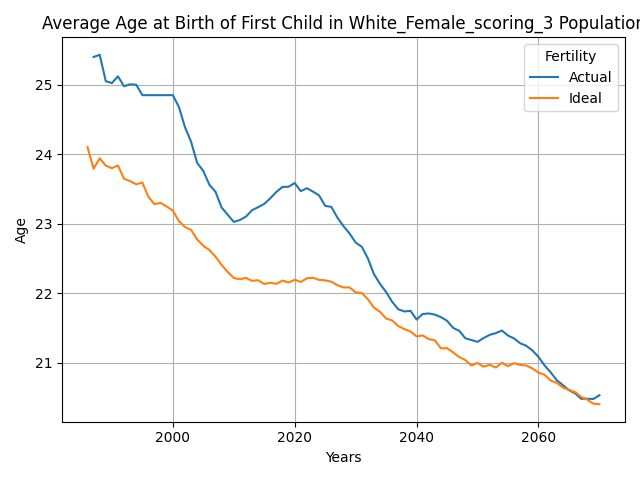 Average Age at Birth of First Child in White_Female_scoring_3 Population
Fertility
Actual
Ideal
Age
25
24
23
22
21
2000
2020
2040
2060
Years